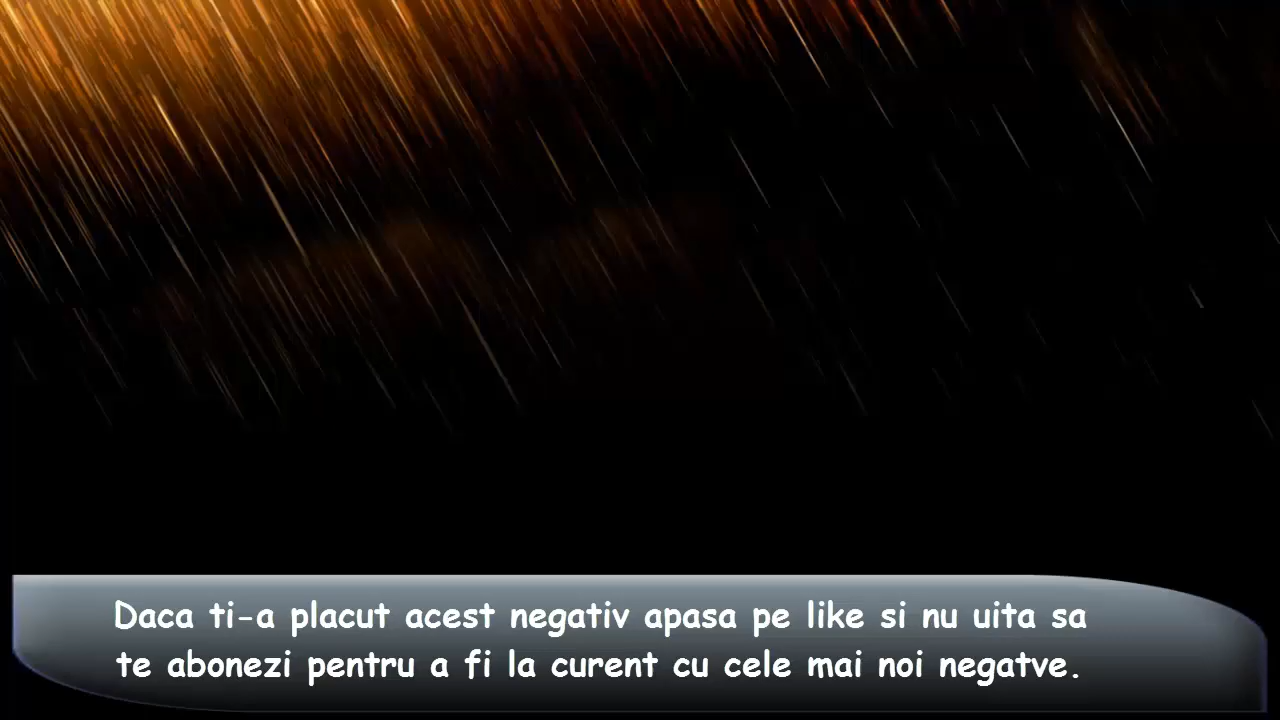 Daca ti-a placut acest negativ apasa pe like si nu uita sa
te abonezi pentru a fi la curent cu cele mai noi negatve.